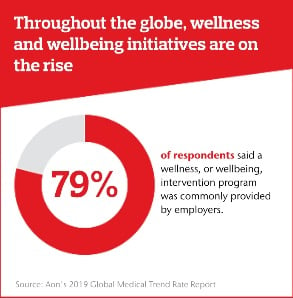 Throughout the globe, wellness
and wellbeing initiatives are on
the rise
79%
of respondents said a
wellness, or wellbeing,
intervention program
was commonly provided
by employers.
Source: Aon's 2019 Global Medical Trend Rate Report